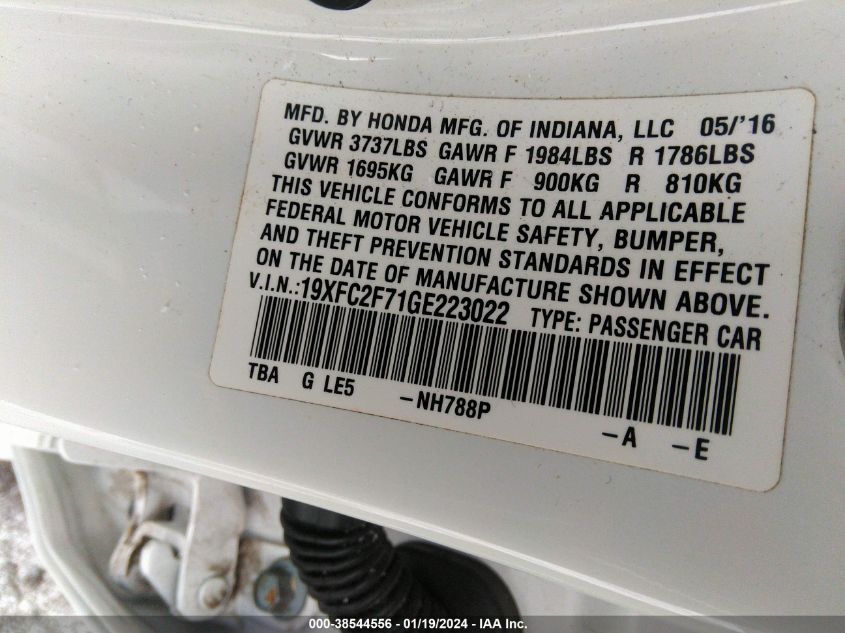 MFD. BY HONDA MFG. OF INDIANA, LLC 05/'16
GVWR 3737LBS GAWR F 1984LBS R 1786LBS
GVWR 1695KG GAWR F 900KG R 810KG
THIS VEHICLE CONFORMS TO ALL APPLICABLE
FEDERAL MOTOR VEHICLE SAFETY, BUMPER,
AND THEFT PREVENTION STANDARDS IN EFFECT
ON THE DATE OF MANUFACTURE SHOWN ABOVE.
V.I.N.:19XFC2F71GE223022 TYPE: PASSENGER CAR
TBA G LE5 -NH788P -A -E
000-38544556 - 01/19/2024 - IAA Inc.